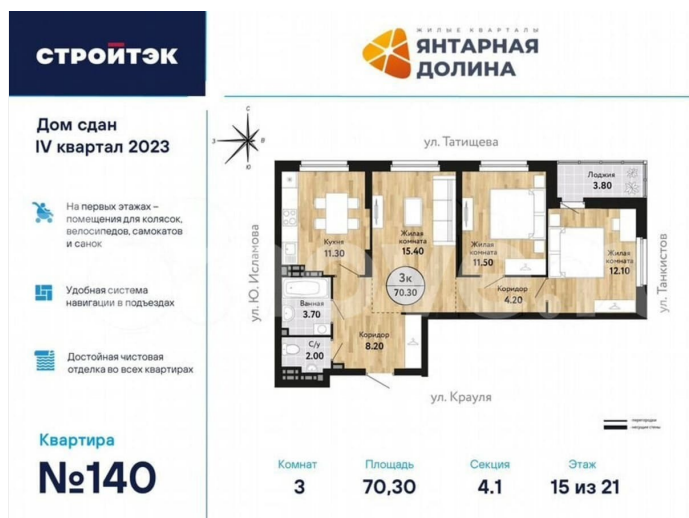 СТРОЙТЭК
ЖИЛЫЕ КВАРТАЛЫ
ЯНТАРНАЯ
ДОЛИНА
Дом сдан
IV квартал 2023
На первых этажах –
помещения для колясок,
велосипедов, самокатов
и санок
Удобная система
навигации в подъездах
Достойная чистовая
отделка во всех квартирах
Квартира
№140
С
З
В
Ю
ул. Татищева
ул. Ю. Исламова
ул. Танкистов
ул. Крауля
Лоджия
3.80
Кухня
11.30
Жилая
комната
15.40
Жилая
комната
11.50
Жилая
комната
12.10
3к
70.30
Коридор
4.20
Ванная
3.70
Коридор
8.20
С/у
2.00
перегородки
несущие стены
Комнат
3
Площадь
70,30
Секция
4.1
Этаж
15 из 21